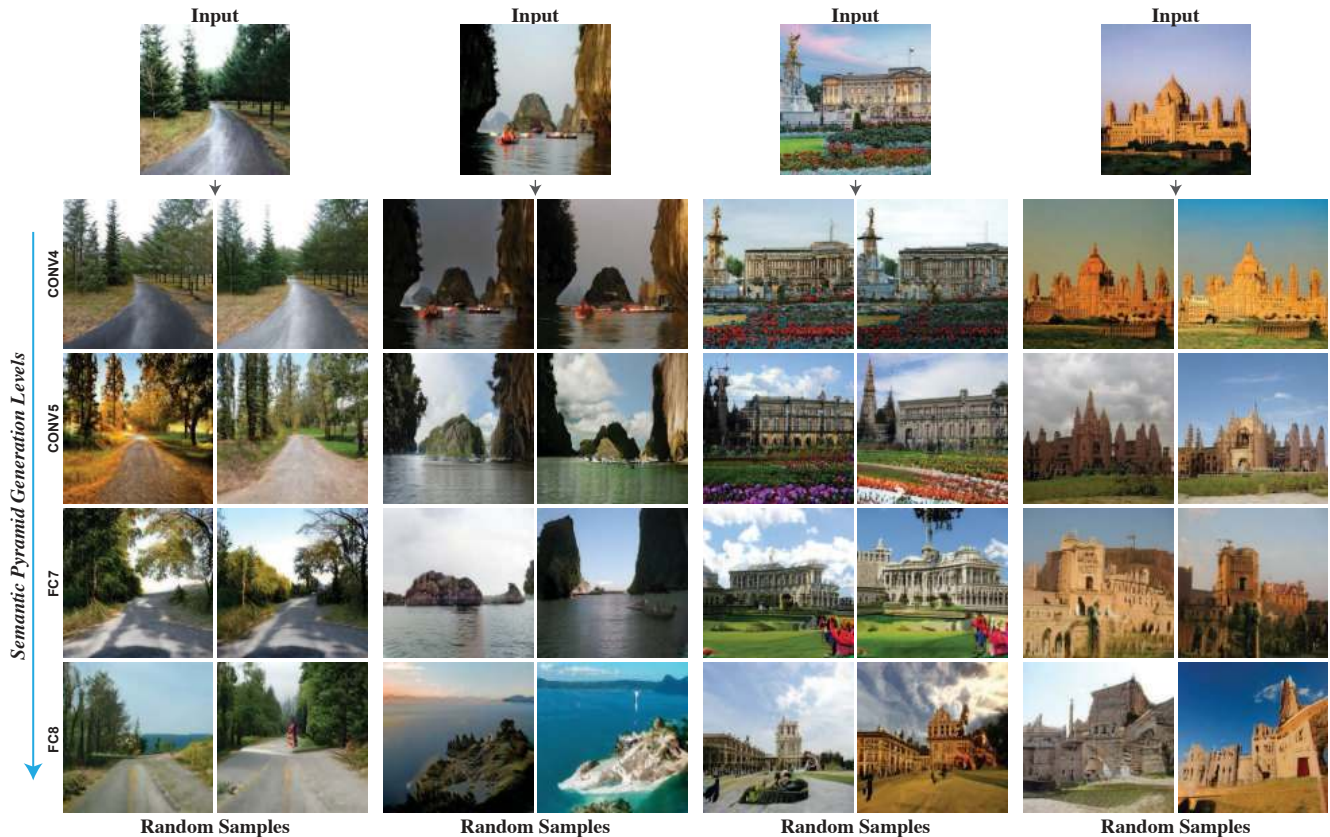 Input
Input
Input
Input
Semantic Pyramid Generation Levels
CONV4
CONV5
FC7
FC8
Random Samples
Random Samples
Random Samples
Random Samples